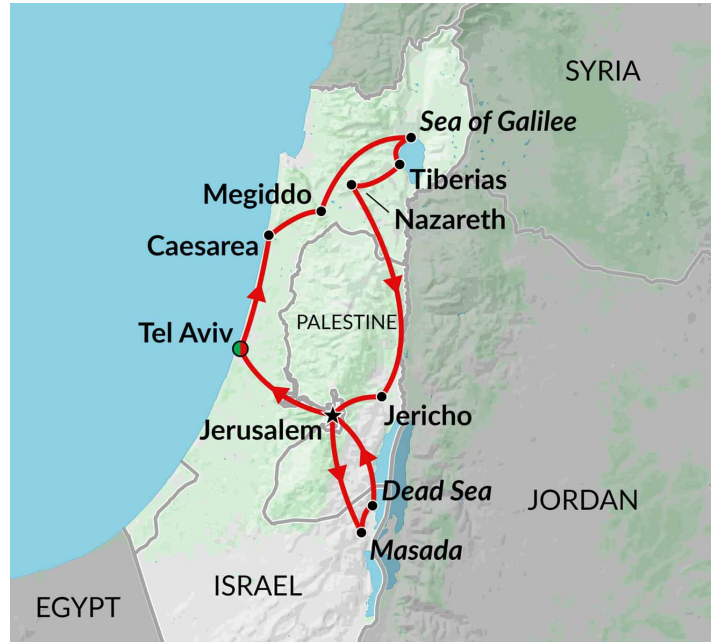 SYRIA
Sea of Galilee
Tiberias
Megiddo
Nazareth
Caesarea
PALESTINE
Tel Aviv
Jericho
Jerusalem
Dead Sea
JORDAN
Masada
ISRAEL
EGYPT